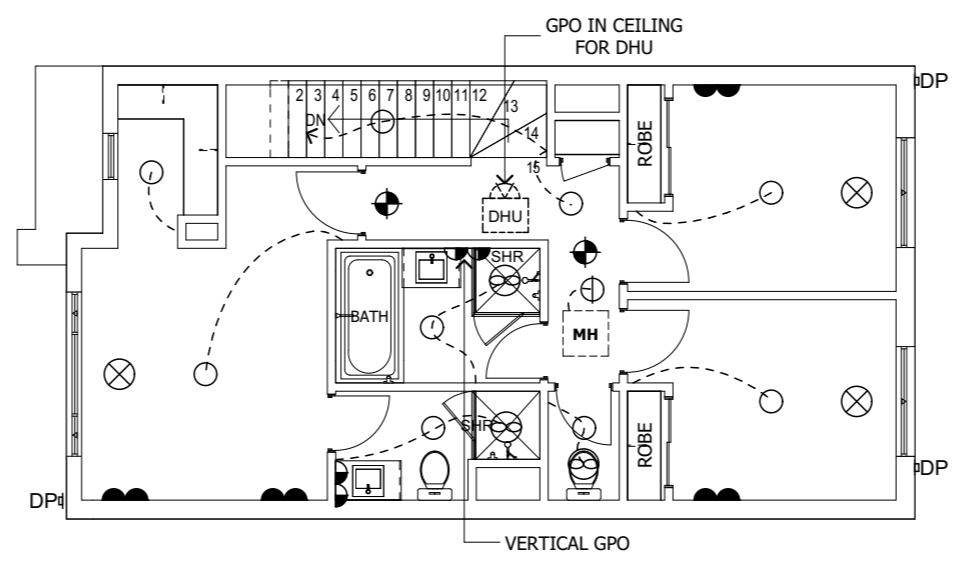 GPO IN CEILING
FOR DHU
DP
2 3 4 5 6 7 8 9 10 11 12
13
DN
14
15
ROBE
DHU
SHR
BATH
MH
SHR
ROBE
DP
DP
VERTICAL GPO